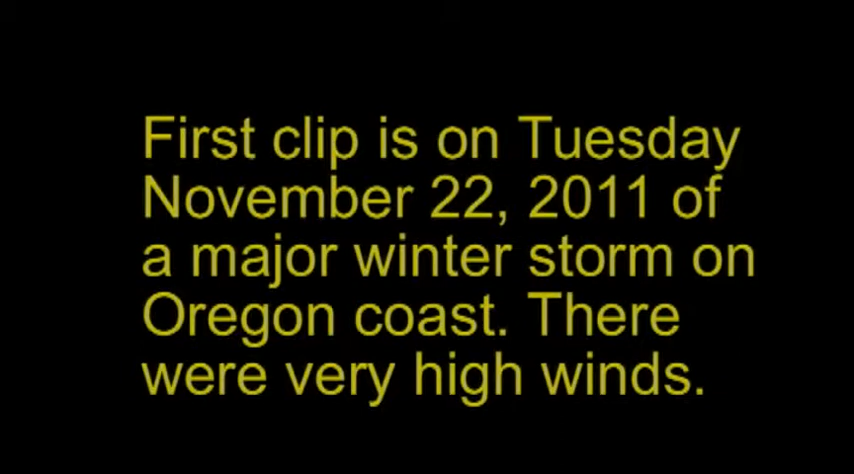 First clip is on Tuesday
November 22, 2011 of
a major winter storm on
Oregon coast. There
were very high winds.